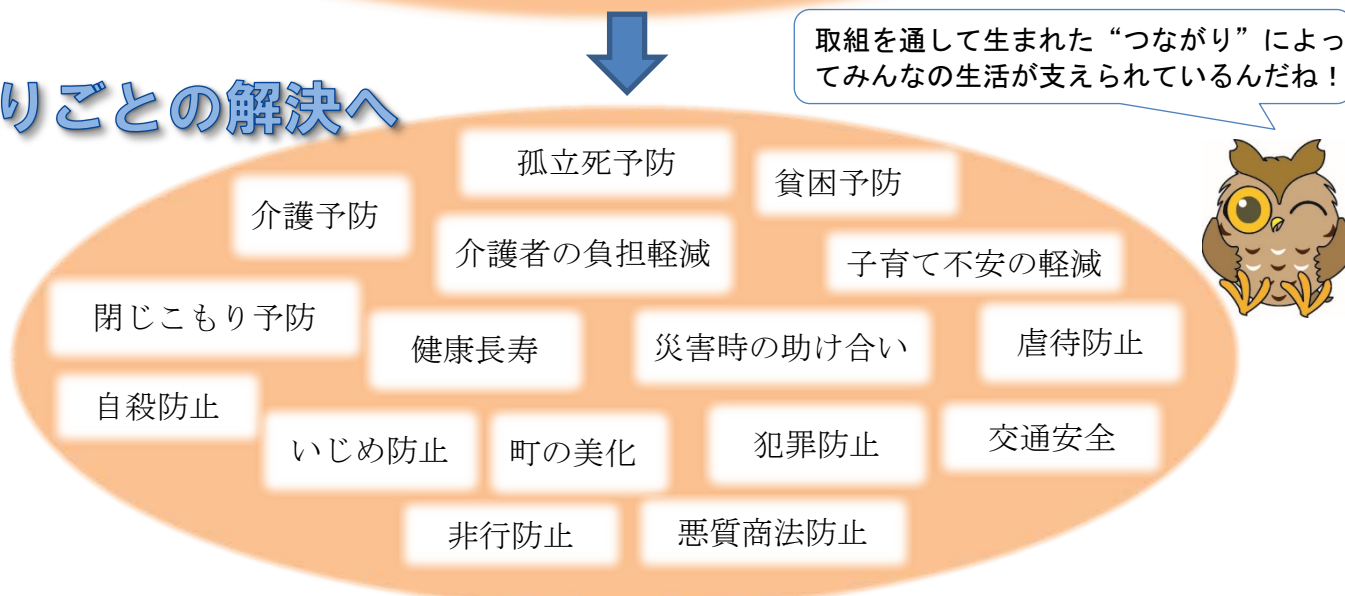 取組を通して生まれた“つながり”によっ
てみんなの生活が支えられているんだね！
りごとの解決へ
孤立死予防
貧困予防
介護予防
介護者の負担軽減
子育て不安の軽減
閉じこもり予防
健康長寿
災害時の助け合い
虐待防止
自殺防止
いじめ防止
町の美化
犯罪防止
交通安全
非行防止
悪質商法防止